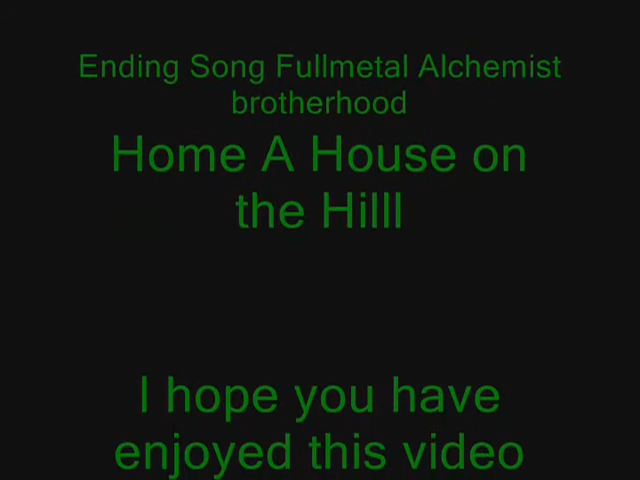 Ending Song Fullmetal Alchemist
brotherhood
Home A House on
the Hilll
I hope you have
enjoyed this video